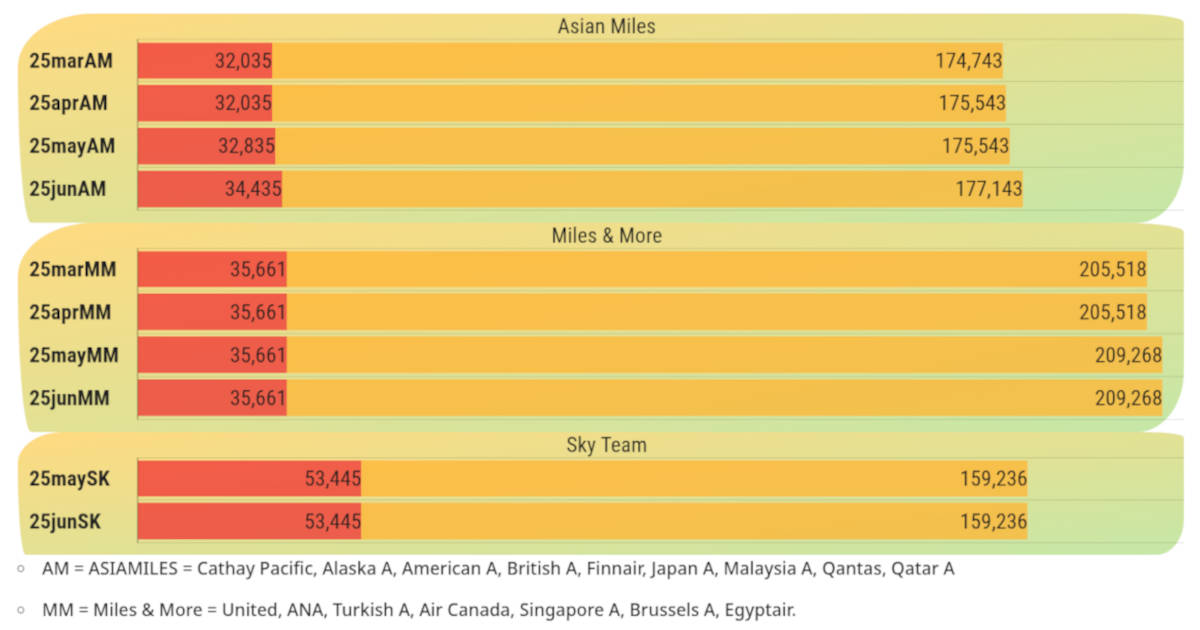 Asian Miles
25marAM 32,035 174,743
25aprAM 32,035 175,543
25mayAM 32,835 175,543
25junAM 34,435 177,143
Miles & More
25marMM 35,661 205,518
25aprMM 35,661 205,518
25mayMM 35,661 209,268
25junMM 35,661 209,268
Sky Team
25maySK 53,445 159,236
25junSK 53,445 159,236
AM = ASIAMILES = Cathay Pacific, Alaska A, American A, British A, Finnair, Japan A, Malaysia A, Qantas, Qatar A
MM = Miles & More = United, ANA, Turkish A, Air Canada, Singapore A, Brussels A, Egyptair.